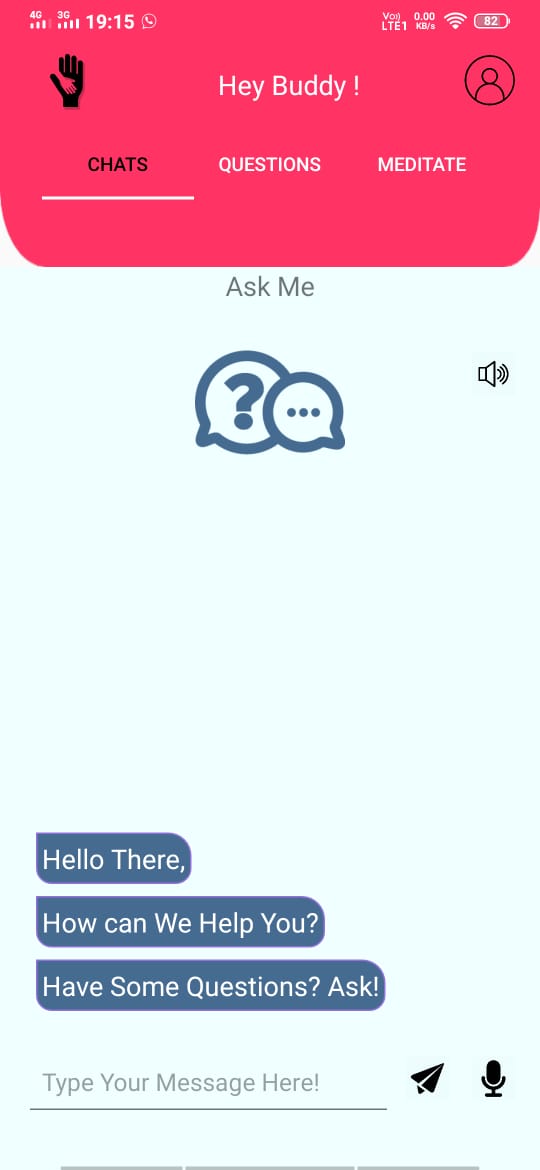 4G 3G 19:15 Vo)) LTE1 0.00 KB/s 82
Hey Buddy !
CHATS QUESTIONS MEDITATE
Ask Me
?
Hello There,
How can We Help You?
Have Some Questions? Ask!
Type Your Message Here!